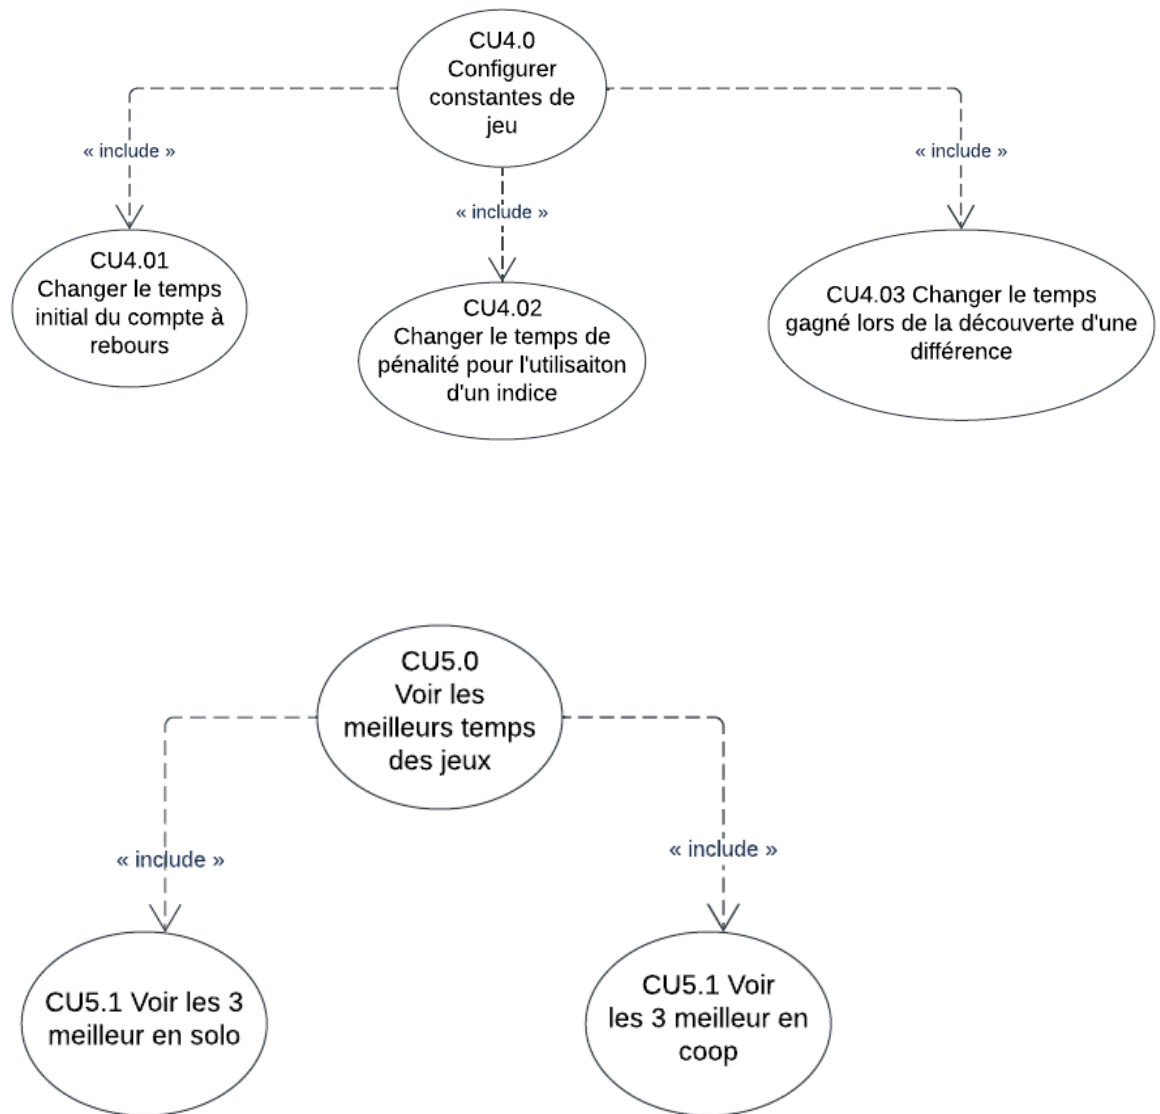 CU4.0
Configurer
constantes de
jeu
« include »
« include »
« include »
CU4.01
Changer le temps
initial du compte à
rebours
CU4.02
Changer le temps de
pénalité pour l'utilisaiton
d'un indice
CU4.03 Changer le temps
gagné lors de la découverte d'une
différence
CU5.0
Voir les
meilleurs temps
des jeux
« include »
« include »
CU5.1 Voir les 3
meilleur en solo
CU5.1 Voir
les 3 meilleur en
coop